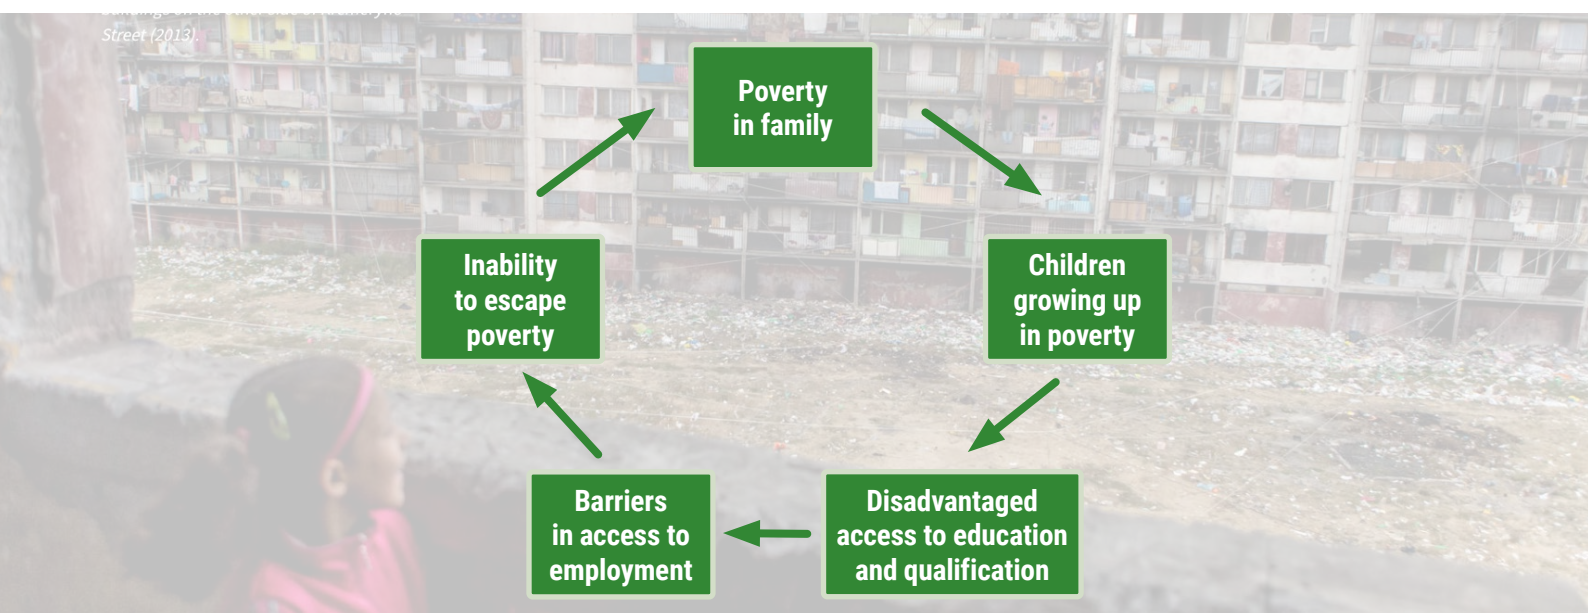 Street (2013).
Poverty
in family
Children
growing up
in poverty
Disadvantaged
access to education
and qualification
Barriers
in access to
employment
Inability
to escape
poverty